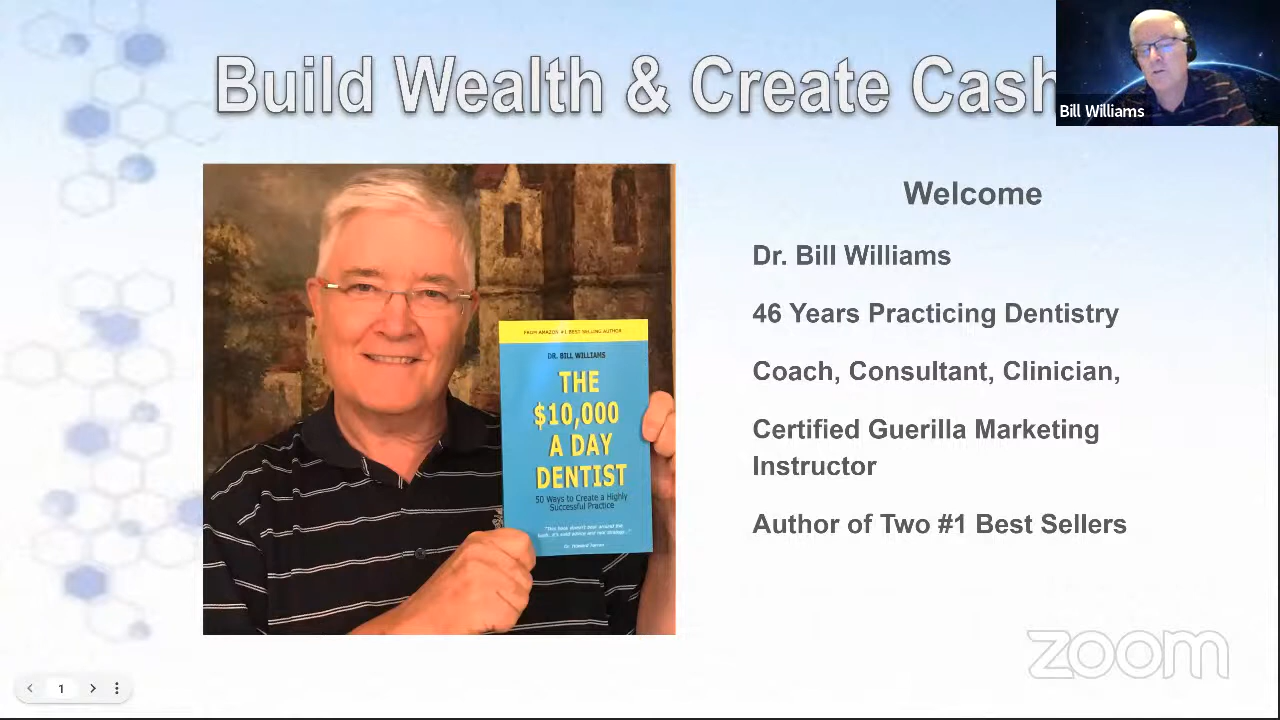 Build Wealth & Create Cash
Bill Williams
Welcome
Dr. Bill Williams
46 Years Practicing Dentistry
Coach, Consultant, Clinician,
Certified Guerilla Marketing
Instructor
Author of Two #1 Best Sellers
FROM AMAZON #1 BEST SELLING AUTHOR
DR. BILL WILLIAMS
THE
$10,000
A DAY
DENTIST
50 Ways to Create a Highly
Successful Practice
zoom
1